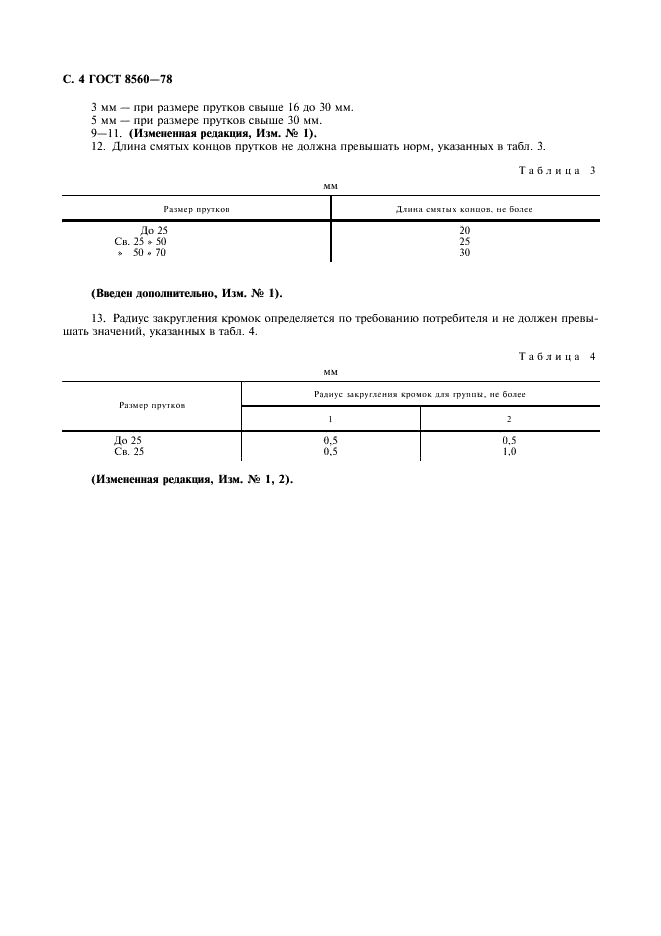 С. 4 ГОСТ 8560—78
3 мм — при размере прутков свыше 16 до 30 мм.
5 мм — при размере прутков свыше 30 мм.
9—11. (Измененная редакция, Изм. № 1).
12. Длина смятых концов прутков не должна превышать норм, указанных в табл. 3.
Таблица 3
мм
Размер прутков Длина смятых концов, не более
До 25 20
Св. 25 » 50 25
» 50 » 70 30
(Введен дополнительно, Изм. № 1).
13. Радиус закругления кромок определяется по требованию потребителя и не должен превы-
шать значений, указанных в табл. 4.
Таблица 4
мм
Размер прутков Радиус закругления кромок для группы, не более
1 2
До 25 0,5 0,5
Св. 25 0,5 1,0
(Измененная редакция, Изм. № 1, 2).